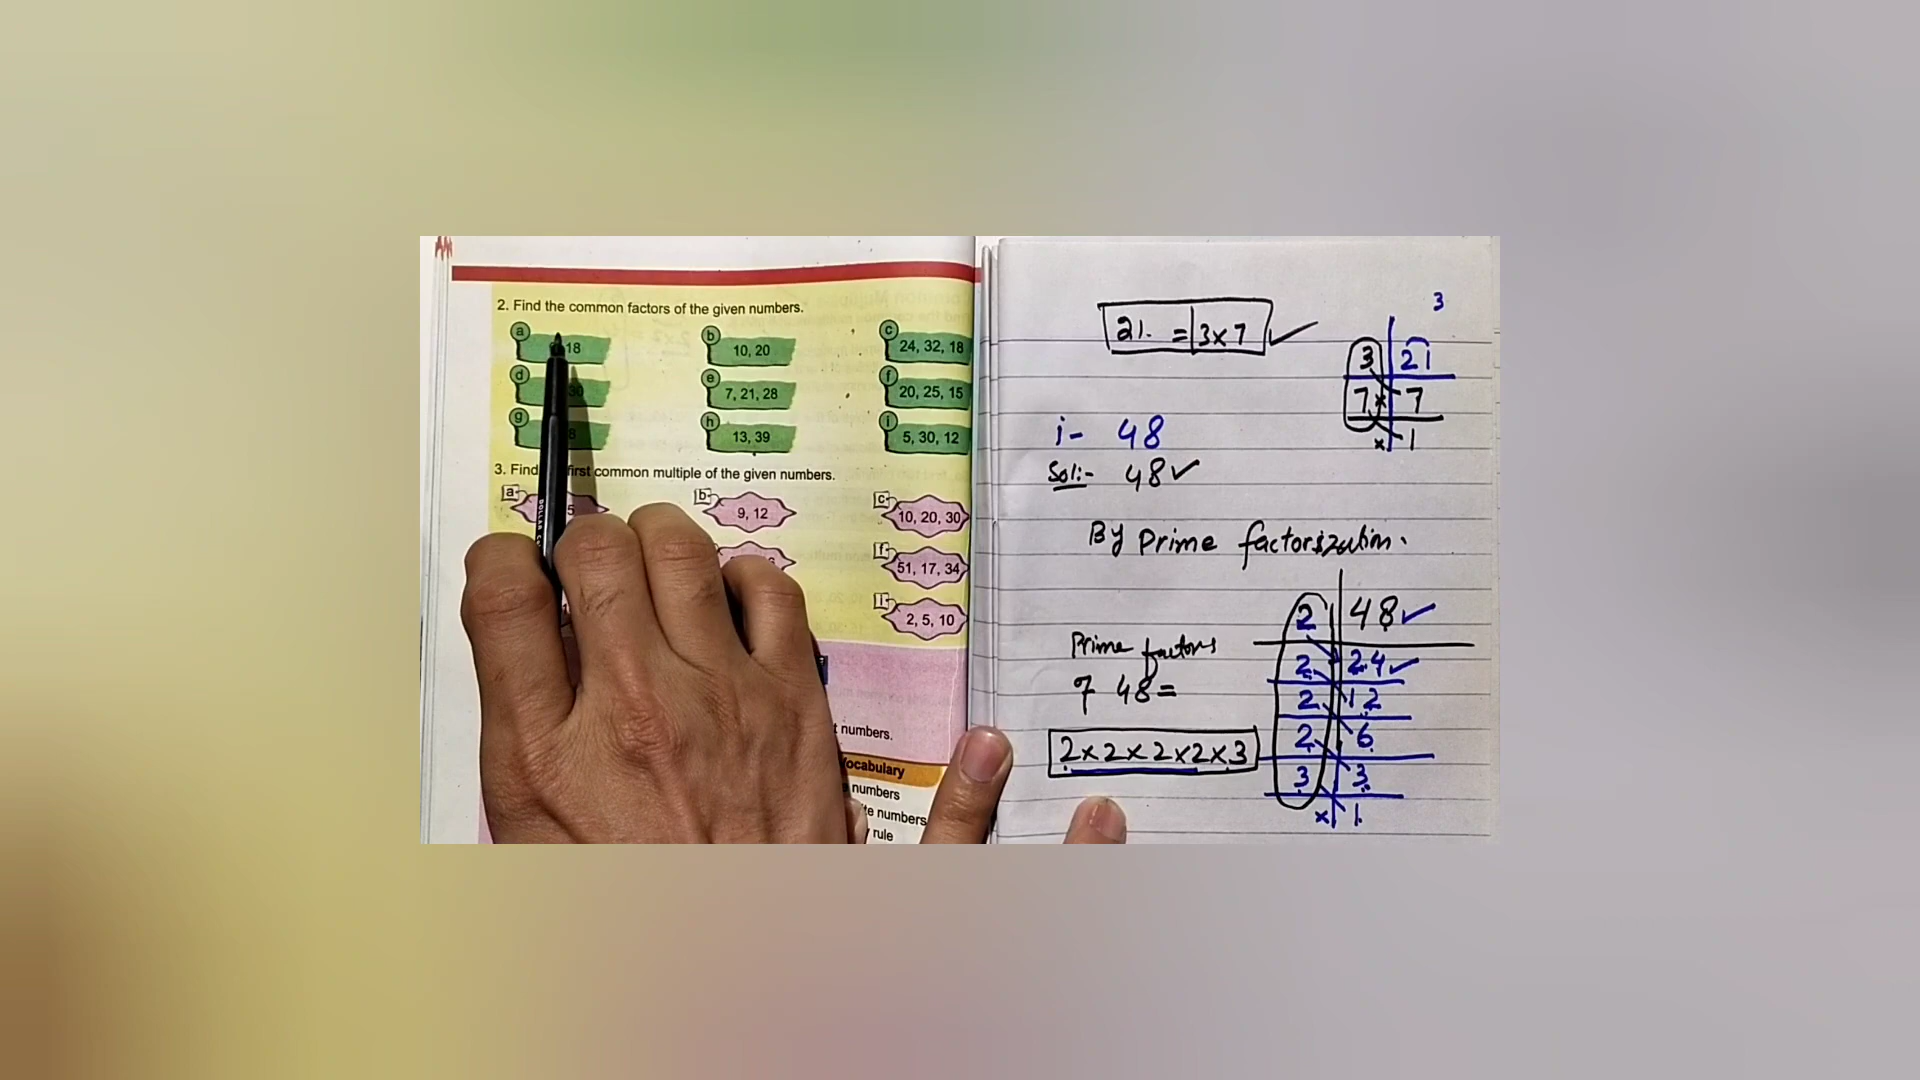 2. Find the common factors of the given numbers.
a 18
b 10, 20
c 24, 32, 18
d 30
e 7, 21, 28
f 20, 25, 15
g 8
h 13, 39
i 5, 30, 12
3. Find first common multiple of the given numbers.
a 5
b 9, 12
c 10, 20, 30
f 51, 17, 34
i 2, 5, 10
t numbers.
Vocabulary
numbers
te numbers
rule
21. = 3×7
3
3 21
7 × 7
× 1
i- 48
Sol:- 48
By Prime factorization.
Prime factors
48=
2×2×2×2×3
2 48
2 24
2 12
2 6
3 3
× 1